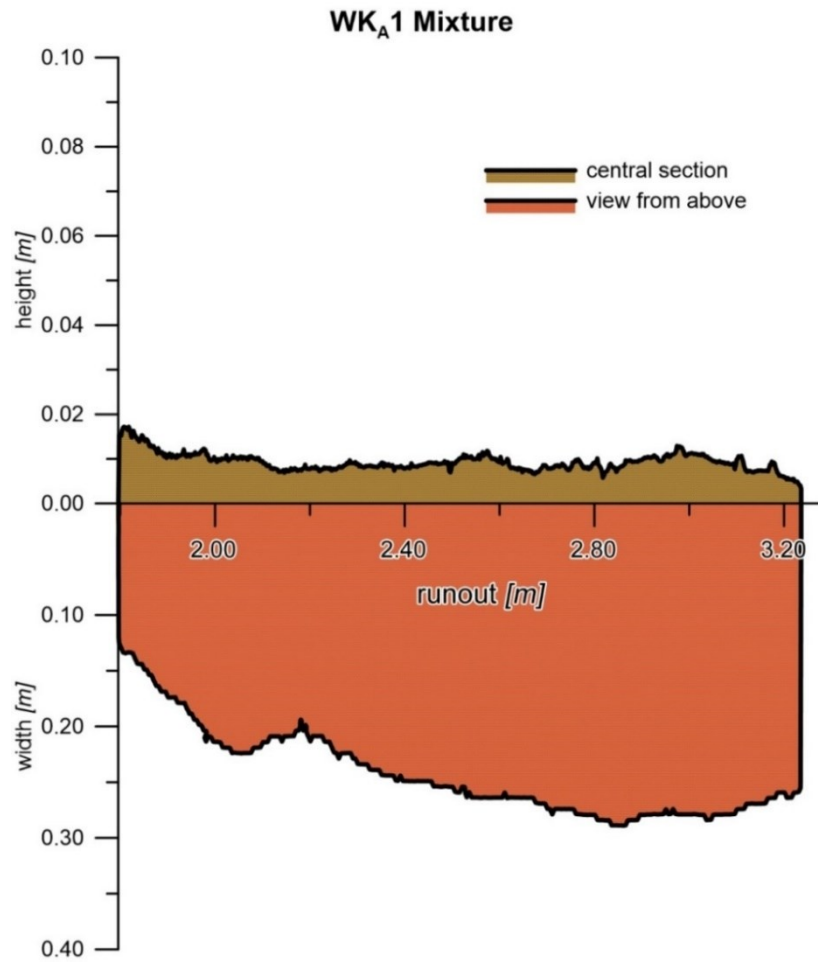 WKA1 Mixture
0.10
0.08
0.06
0.04
0.02
0.00
height [m]
central section
view from above
2.00 2.40 2.80 3.20
runout [m]
0.10
0.20
0.30
0.40
width [m]